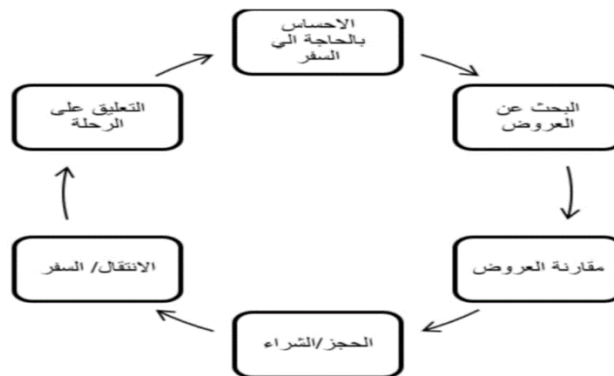 الاحساس
بالحاجة الي
السفر
البحث عن
العروض
مقارنة العروض
الحجز/الشراء
الانتقال/ السفر
التعليق على
الرحلة